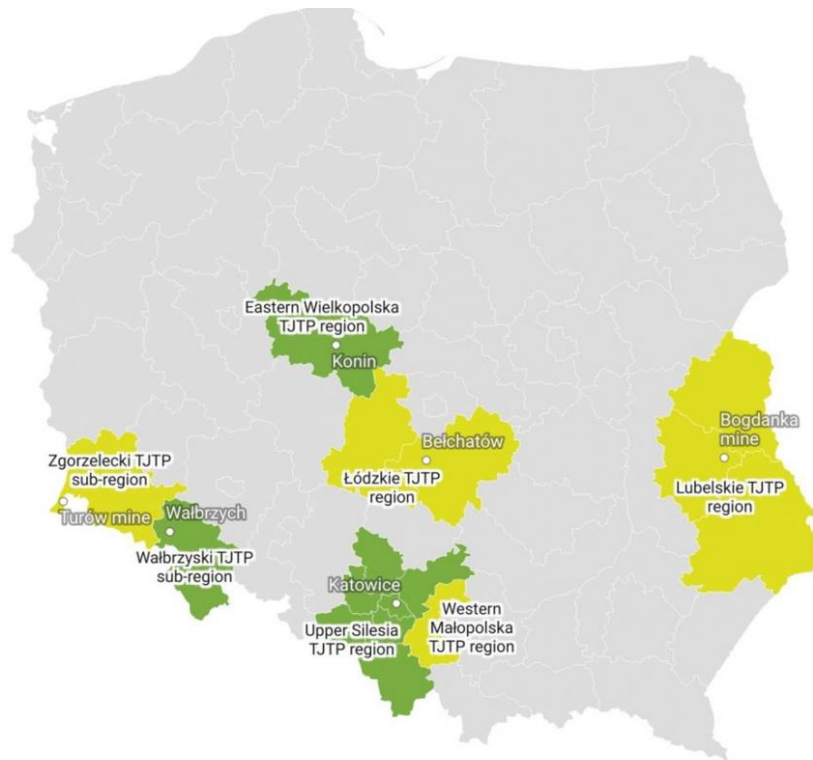 Eastern Wielkopolska
TJTP region
Konin
Bełchatów
Łódzkie TJTP
region
Bogdanka
mine
Lubelskie TJTP
region
Zgorzelecki TJTP
sub-region
Turów mine
Wałbrzych
Wałbrzyski TJTP
sub-region
Katowice
Upper Silesia
TJTP region
Western
Małopolska
TJTP region